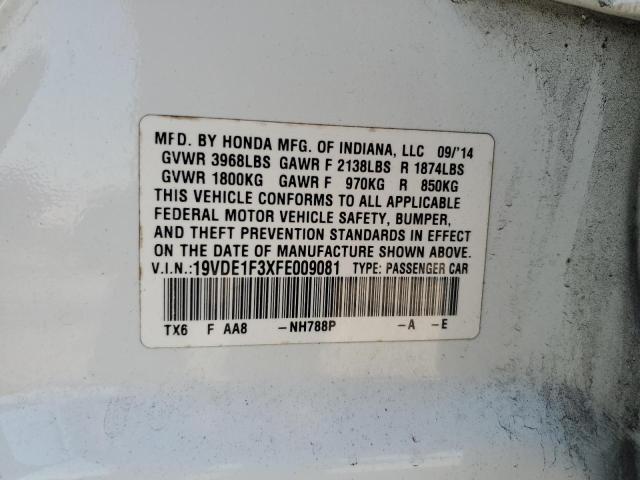 MFD. BY HONDA MFG. OF INDIANA, LLC 09/'14
GVWR 3968LBS GAWR F 2138LBS R 1874LBS
GVWR 1800KG GAWR F 970KG R 850KG
THIS VEHICLE CONFORMS TO ALL APPLICABLE
FEDERAL MOTOR VEHICLE SAFETY, BUMPER,
AND THEFT PREVENTION STANDARDS IN EFFECT
ON THE DATE OF MANUFACTURE SHOWN ABOVE.
V.I.N.:19VDE1F3XFE009081 TYPE: PASSENGER CAR
TX6 F AA8 -NH788P -A -E